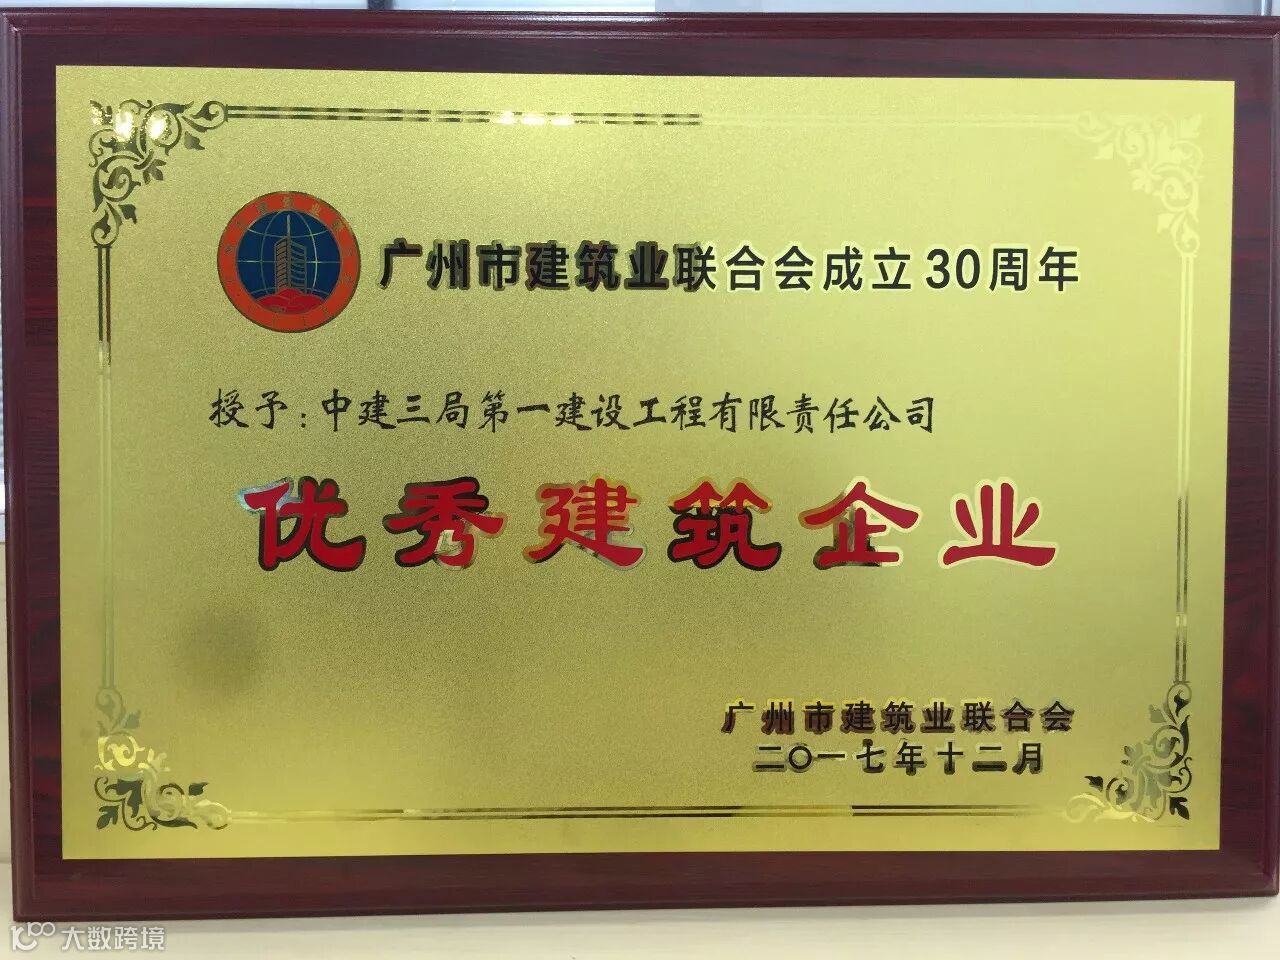 广州市建筑业联合会成立30周年
授予:中建三局第一建设工程有限责任公司
优秀建筑企业
广州市建筑业联合会
二〇一七年十二月
大数跨境